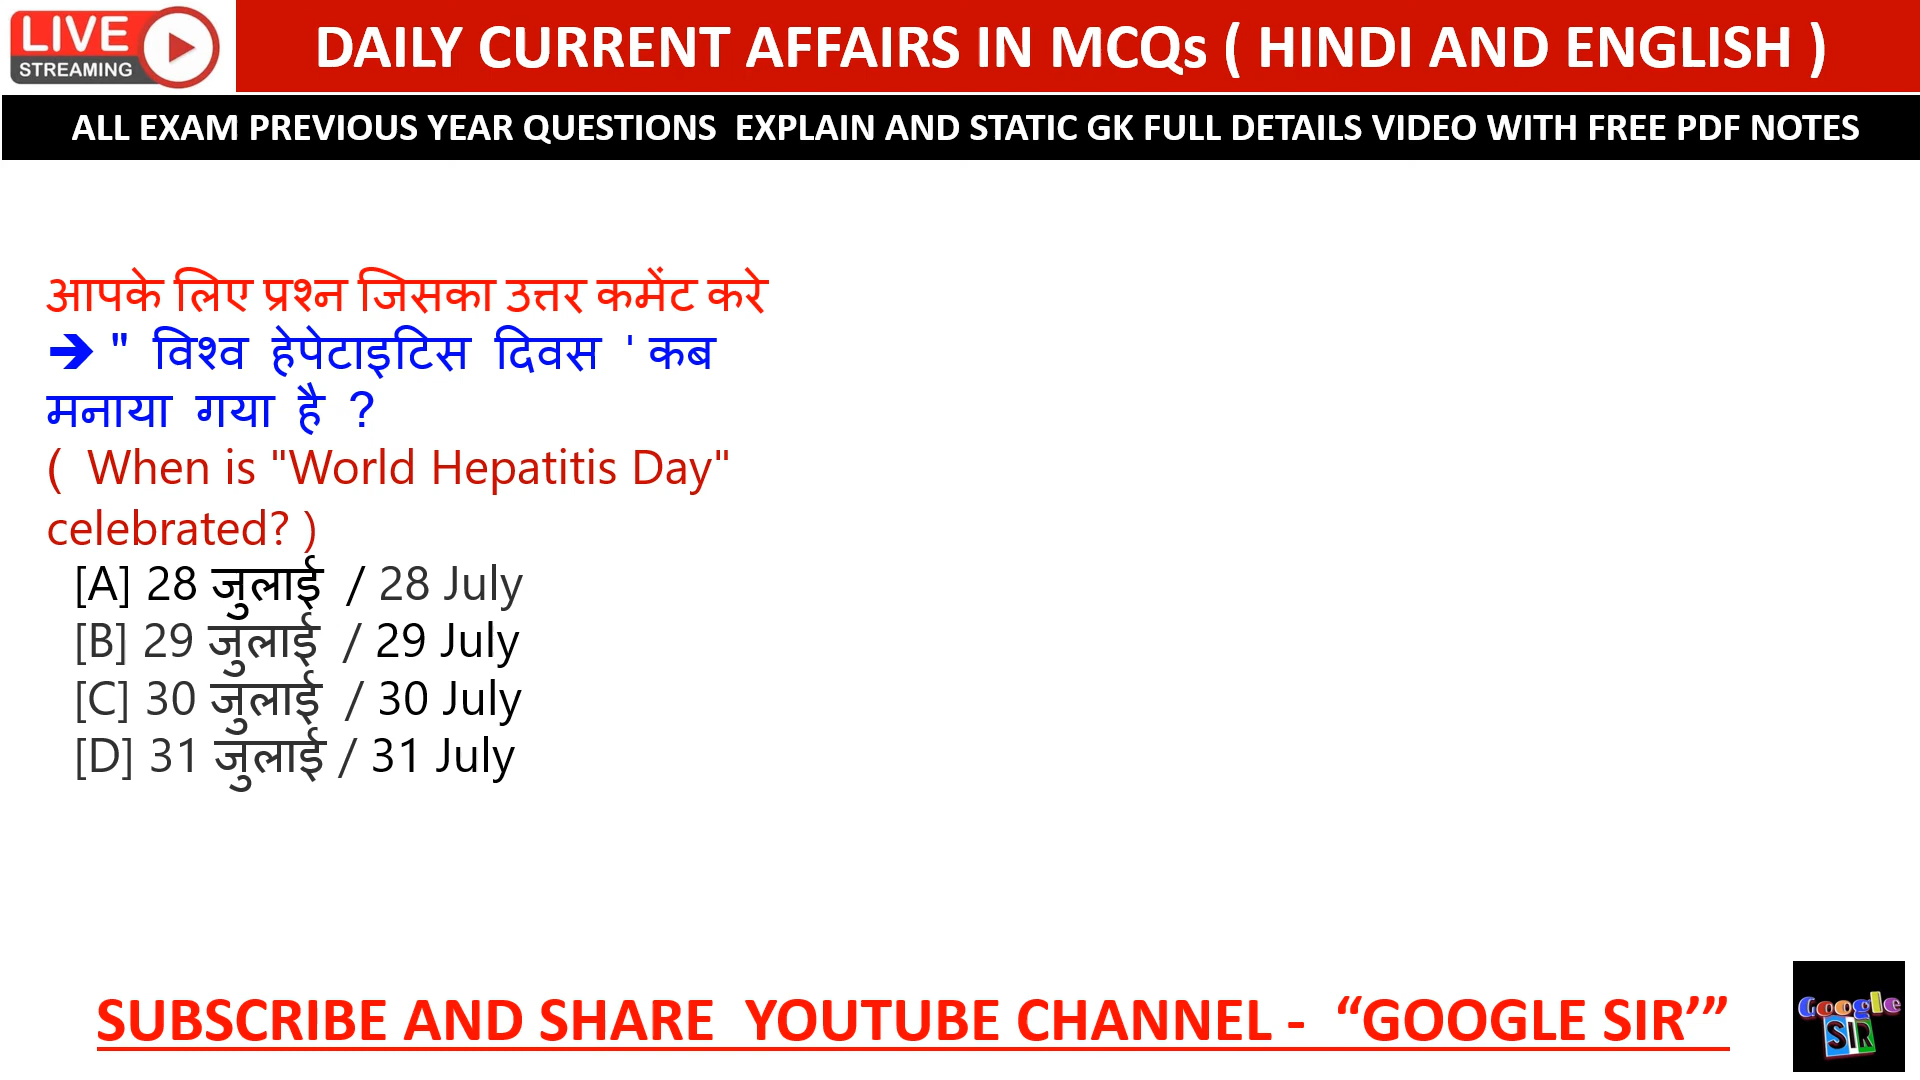 LIVE
STREAMING
DAILY CURRENT AFFAIRS IN MCQs ( HINDI AND ENGLISH )
ALL EXAM PREVIOUS YEAR QUESTIONS  EXPLAIN AND STATIC GK FULL DETAILS VIDEO WITH FREE PDF NOTES
आपके लिए प्रश्न जिसका उत्तर कमेंट करे
➔ " विश्व हेपेटाइटिस दिवस ' कब
मनाया गया है ?
( When is "World Hepatitis Day"
celebrated? )
[A] 28 जुलाई / 28 July
[B] 29 जुलाई / 29 July
[C] 30 जुलाई / 30 July
[D] 31 जुलाई / 31 July
SUBSCRIBE AND SHARE  YOUTUBE CHANNEL -  “GOOGLE SIR’”
Google
SIR